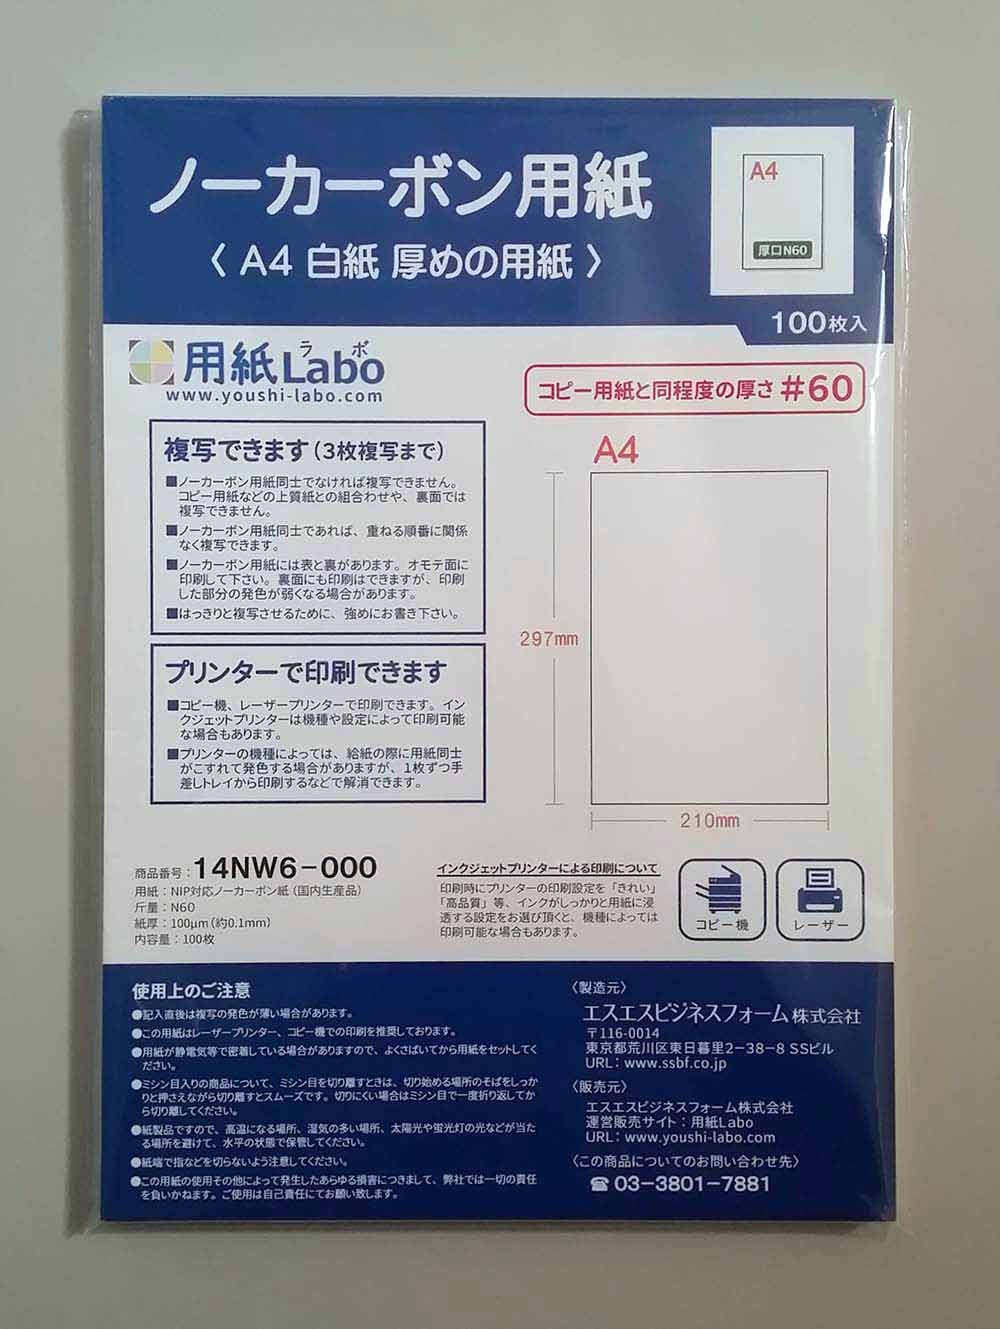 ノーカーボン用紙
〈 A4 白紙 厚めの用紙 〉
A4
厚口N60
100枚入
用紙Labo
ラボ
www.youshi-labo.com
コピー用紙と同程度の厚さ #60
複写できます（3枚複写まで）
■ノーカーボン用紙同士でなければ複写できません。
コピー用紙などの上質紙との組合わせや、裏面では
複写できません。
■ノーカーボン用紙同士であれば、重ねる順番に関係
なく複写できます。
■ノーカーボン用紙には表と裏があります。オモテ面に
印刷して下さい。裏面にも印刷はできますが、印刷
した部分の発色が弱くなる場合があります。
■はっきりと複写させるために、強めにお書き下さい。
プリンターで印刷できます
■コピー機、レーザープリンターで印刷できます。イン
クジェットプリンターは機種や設定によって印刷可能
な場合もあります。
■プリンターの機種によっては、給紙の際に用紙同士
がこすれて発色する場合がありますが、1枚ずつ手
差しトレイから印刷するなどで解消できます。
A4
297mm
210mm
商品番号：14NW6-000
用紙：NIP対応ノーカーボン紙（国内生産品）
斤量：N60
紙厚：100μm（約0.1mm）
内容量：100枚
インクジェットプリンターによる印刷について
印刷時にプリンターの印刷設定を「きれい」
「高品質」等、インクがしっかりと用紙に浸
透する設定をお選び頂くと、機種によっては
印刷可能な場合もあります。
コピー機
レーザー
使用上のご注意
●記入直後は複写の発色が薄い場合があります。
●この用紙はレーザープリンター、コピー機での印刷を推奨しております。
●用紙が静電気等で密着している場合がありますので、よくさばいてから用紙をセットしてく
ださい。
●ミシン目入りの商品について、ミシン目を切り離すときは、切り始める場所のそばをしっか
りと押さえながら切り離すとスムーズです。切りにくい場合はミシン目で一度折り返してか
ら切り離してください。
●紙製品ですので、高温になる場所、湿気の多い場所、太陽光や蛍光灯の光などが当た
る場所を避けて、水平の状態で保管してください。
●紙端で指などを切らないよう注意してください。
●この用紙の使用その他によって発生したあらゆる損害につきまして、弊社では一切の責任
を負いかねます。ご使用は自己責任にてお願い致します。
〈製造元〉
エスエスビジネスフォーム株式会社
〒116-0014
東京都荒川区東日暮里2-38-8 SSビル
URL：www.ssbf.co.jp
〈販売元〉
エスエスビジネスフォーム株式会社
運営販売サイト：用紙Labo
URL：www.youshi-labo.com
〈この商品についてのお問い合わせ先〉
☎ 03-3801-7881